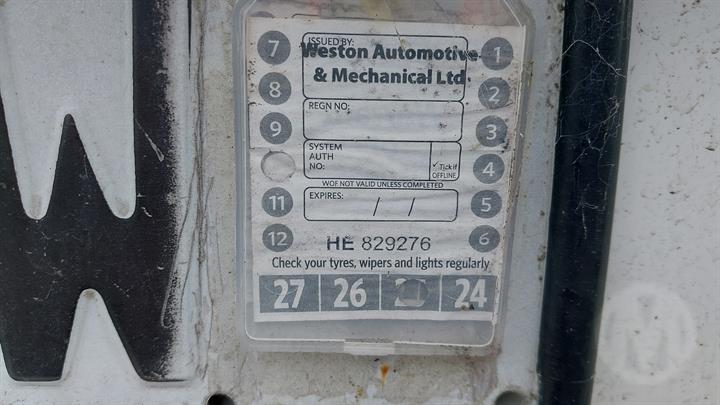 W
7 ISSUED BY: 1
Weston Automotive
8 & Mechanical Ltd 2
REGN NO:
9 3
SYSTEM
AUTH Tick if 4
NO: OFFLINE
WOF NOT VALID UNLESS COMPLETED
11 EXPIRES: / / 5
12 HE 829276 6
Check your tyres, wipers and lights regularly
27 26 24
M